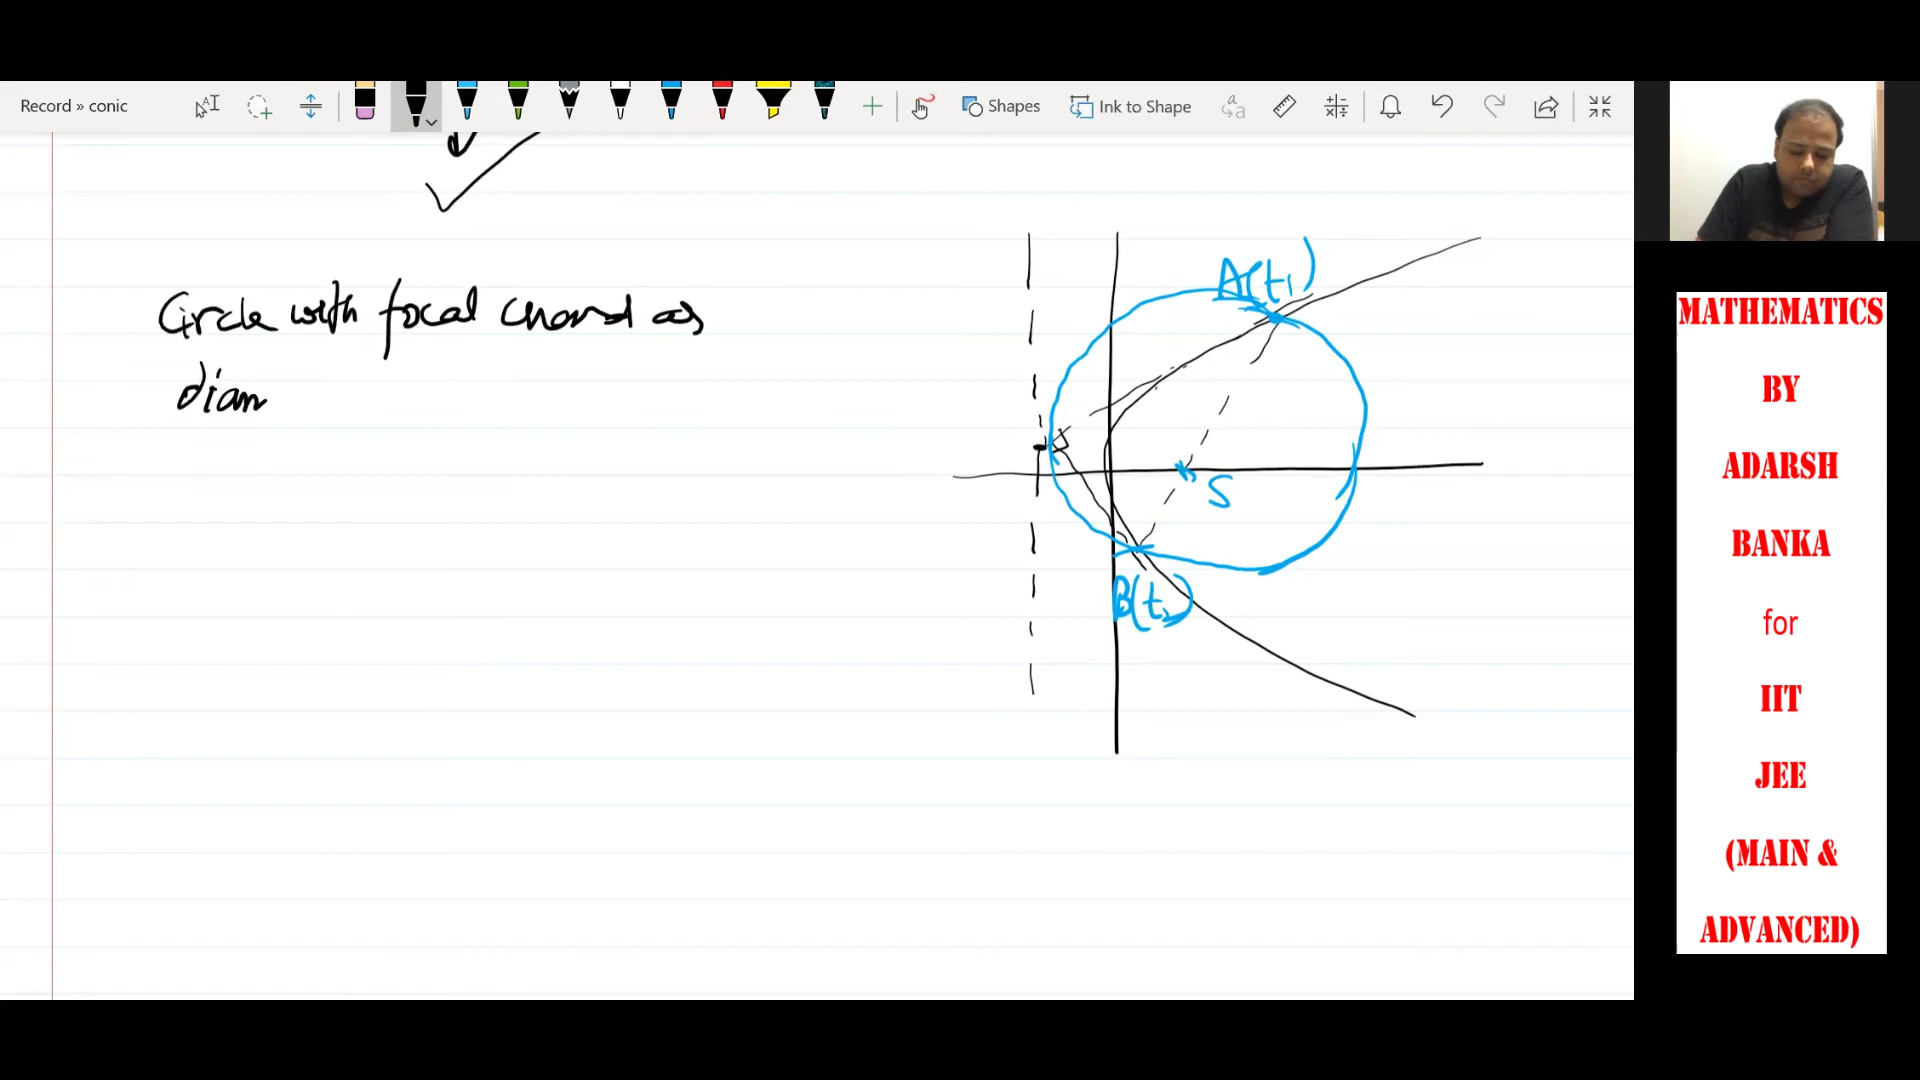 Record » conic
Shapes
Ink to Shape
Circle with focal chord as
diam
A(t1)
S
B(t2)
MATHEMATICS
BY
ADARSH
BANKA
for
IIT
JEE
(MAIN &
ADVANCED)